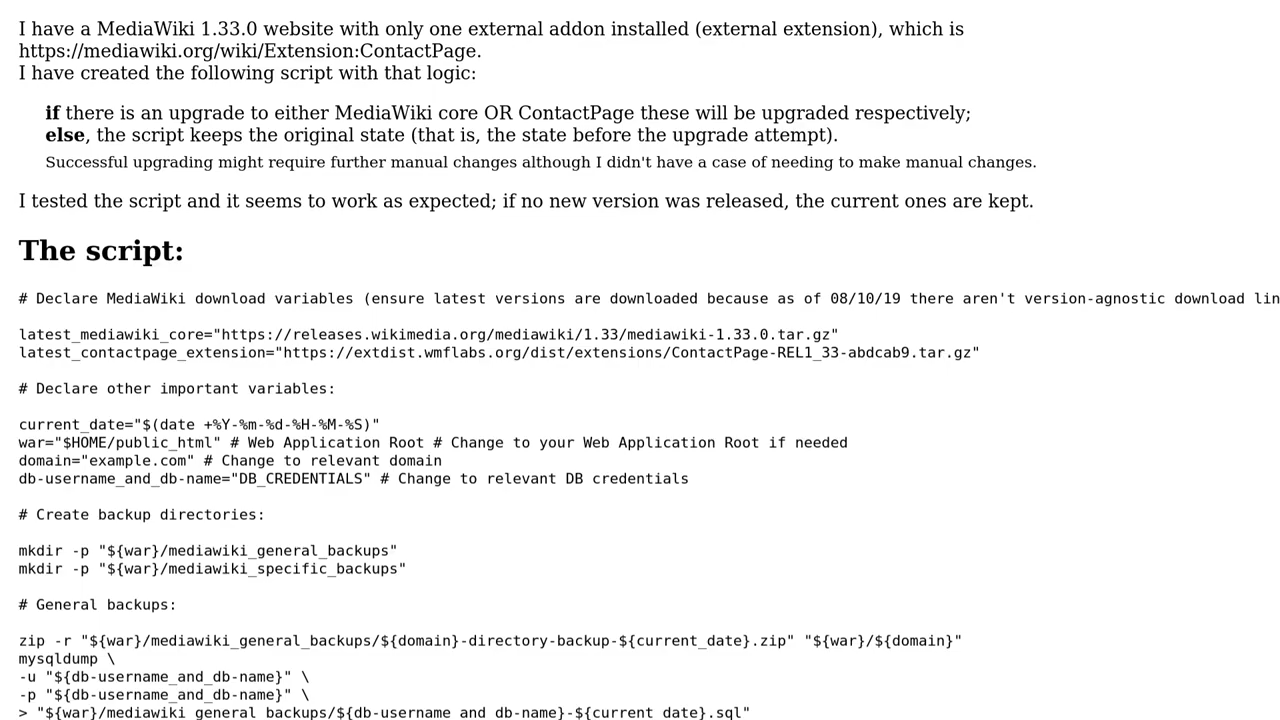 I have a MediaWiki 1.33.0 website with only one external addon installed (external extension), which is
https://mediawiki.org/wiki/Extension:ContactPage.
I have created the following script with that logic:
if there is an upgrade to either MediaWiki core OR ContactPage these will be upgraded respectively;
else, the script keeps the original state (that is, the state before the upgrade attempt).
Successful upgrading might require further manual changes although I didn't have a case of needing to make manual changes.
I tested the script and it seems to work as expected; if no new version was released, the current ones are kept.
The script:
# Declare MediaWiki download variables (ensure latest versions are downloaded because as of 08/10/19 there aren't version-agnostic download lin
latest_mediawiki_core="https://releases.wikimedia.org/mediawiki/1.33/mediawiki-1.33.0.tar.gz"
latest_contactpage_extension="https://extdist.wmflabs.org/dist/extensions/ContactPage-REL1_33-abdcab9.tar.gz"
# Declare other important variables:
current_date="$(date +%Y-%m-%d-%H-%M-%S)"
war="$HOME/public_html" # Web Application Root # Change to your Web Application Root if needed
domain="example.com" # Change to relevant domain
db-username_and_db-name="DB_CREDENTIALS" # Change to relevant DB credentials
# Create backup directories:
mkdir -p "${war}/mediawiki_general_backups"
mkdir -p "${war}/mediawiki_specific_backups"
# General backups:
zip -r "${war}/mediawiki_general_backups/${domain}-directory-backup-${current_date}.zip" "${war}/${domain}"
mysqldump \
-u "${db-username_and_db-name}" \
-p "${db-username_and_db-name}" \
> "${war}/mediawiki_general_backups/${db-username_and_db-name}-${current_date}.sql"